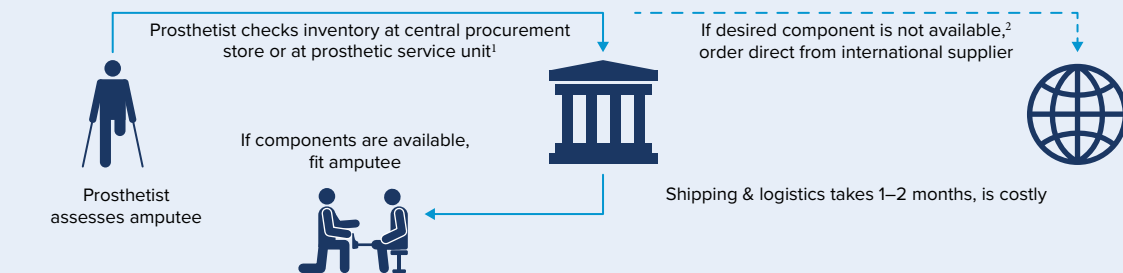 Prosthetist checks inventory at central procurement
store or at prosthetic service unit¹
If desired component is not available,²
order direct from international supplier
If components are available,
fit amputee
Prosthetist
assesses amputee
Shipping & logistics takes 1–2 months, is costly